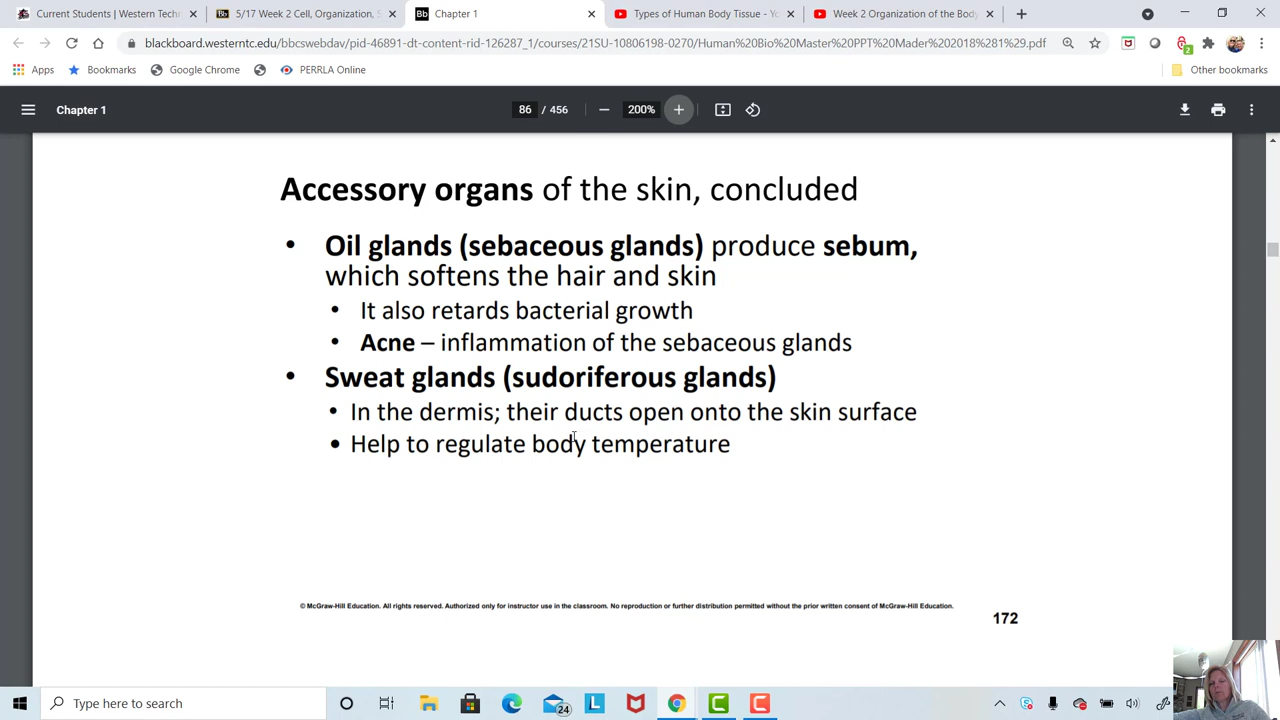 Current Students | Western Techn
5/17 Week 2 Cell, Organization, S
Chapter 1
Types of Human Body Tissue - Yo
Week 2 Organization of the Body
blackboard.westerntc.edu/bbcswebdav/pid-46891-dt-content-rid-126287_1/courses/21SU-10806198-0270/Human%20Bio%20Master%20PPT%20Mader%202018%281%29.pdf
2
Apps
Bookmarks
Google Chrome
PERRLA Online
Other bookmarks
Chapter 1
86 / 456
200%
Accessory organs of the skin, concluded
• Oil glands (sebaceous glands) produce sebum,
which softens the hair and skin
• It also retards bacterial growth
• Acne – inflammation of the sebaceous glands
• Sweat glands (sudoriferous glands)
• In the dermis; their ducts open onto the skin surface
• Help to regulate body temperature
© McGraw-Hill Education. All rights reserved. Authorized only for instructor use in the classroom. No reproduction or further distribution permitted without the prior written consent of McGraw-Hill Education.
172
Type here to search
24